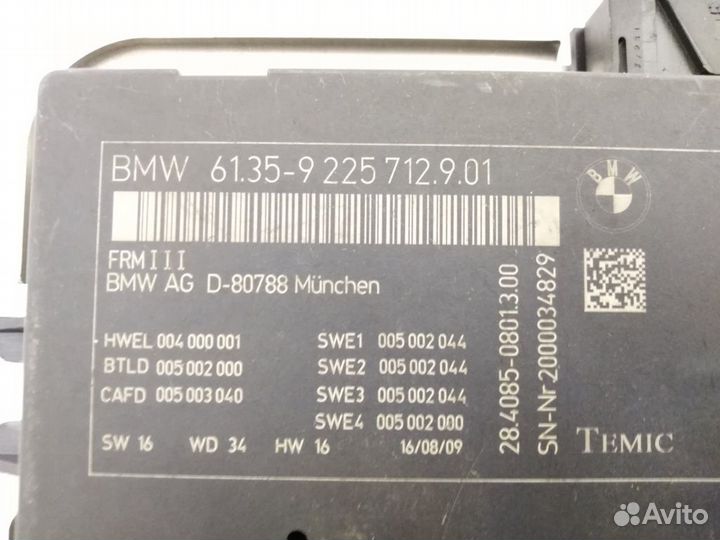 BMW 61.35-9 225 712.9.01
BMW
FRMIII
BMW AG D-80788 München
HWEL 004 000 001
BTLD 005 002 000
CAFD 005 003 040
SWE1 005 002 044
SWE2 005 002 044
SWE3 005 002 044
SWE4 005 002 000
SW 16 WD 34 HW 16 16/08/09
28.4085-0801.3.00
SN-Nr2000034829
TEMIC
Avito